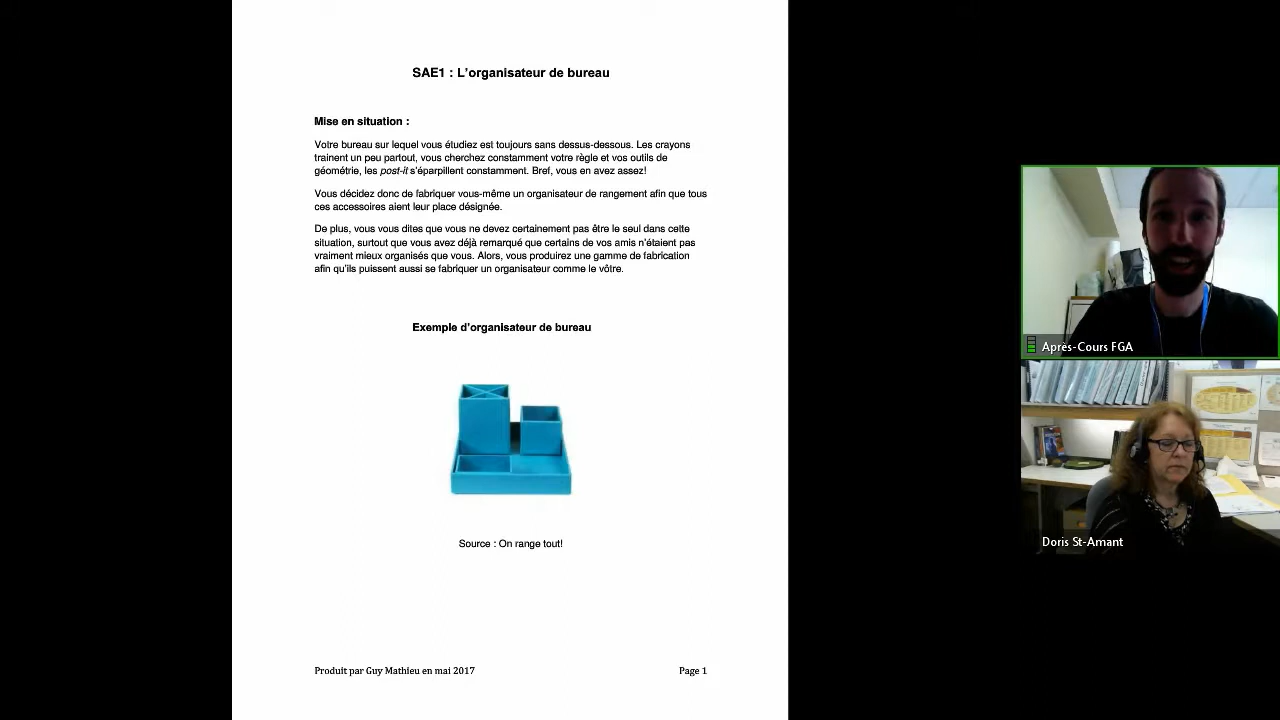 SAE1 : L'organisateur de bureau
Mise en situation :
Votre bureau sur lequel vous étudiez est toujours sans dessus-dessous. Les crayons
trainent un peu partout, vous cherchez constamment votre règle et vos outils de
géométrie, les post-it s'éparpillent constamment. Bref, vous en avez assez!
Vous décidez donc de fabriquer vous-même un organisateur de rangement afin que tous
ces accessoires aient leur place désignée.
De plus, vous vous dites que vous ne devez certainement pas être le seul dans cette
situation, surtout que vous avez déjà remarqué que certains de vos amis n'étaient pas
vraiment mieux organisés que vous. Alors, vous produirez une gamme de fabrication
afin qu'ils puissent aussi se fabriquer un organisateur comme le vôtre.
Exemple d'organisateur de bureau
Source : On range tout!
Produit par Guy Mathieu en mai 2017
Page 1
Apres-Cours FGA
Doris St-Amant